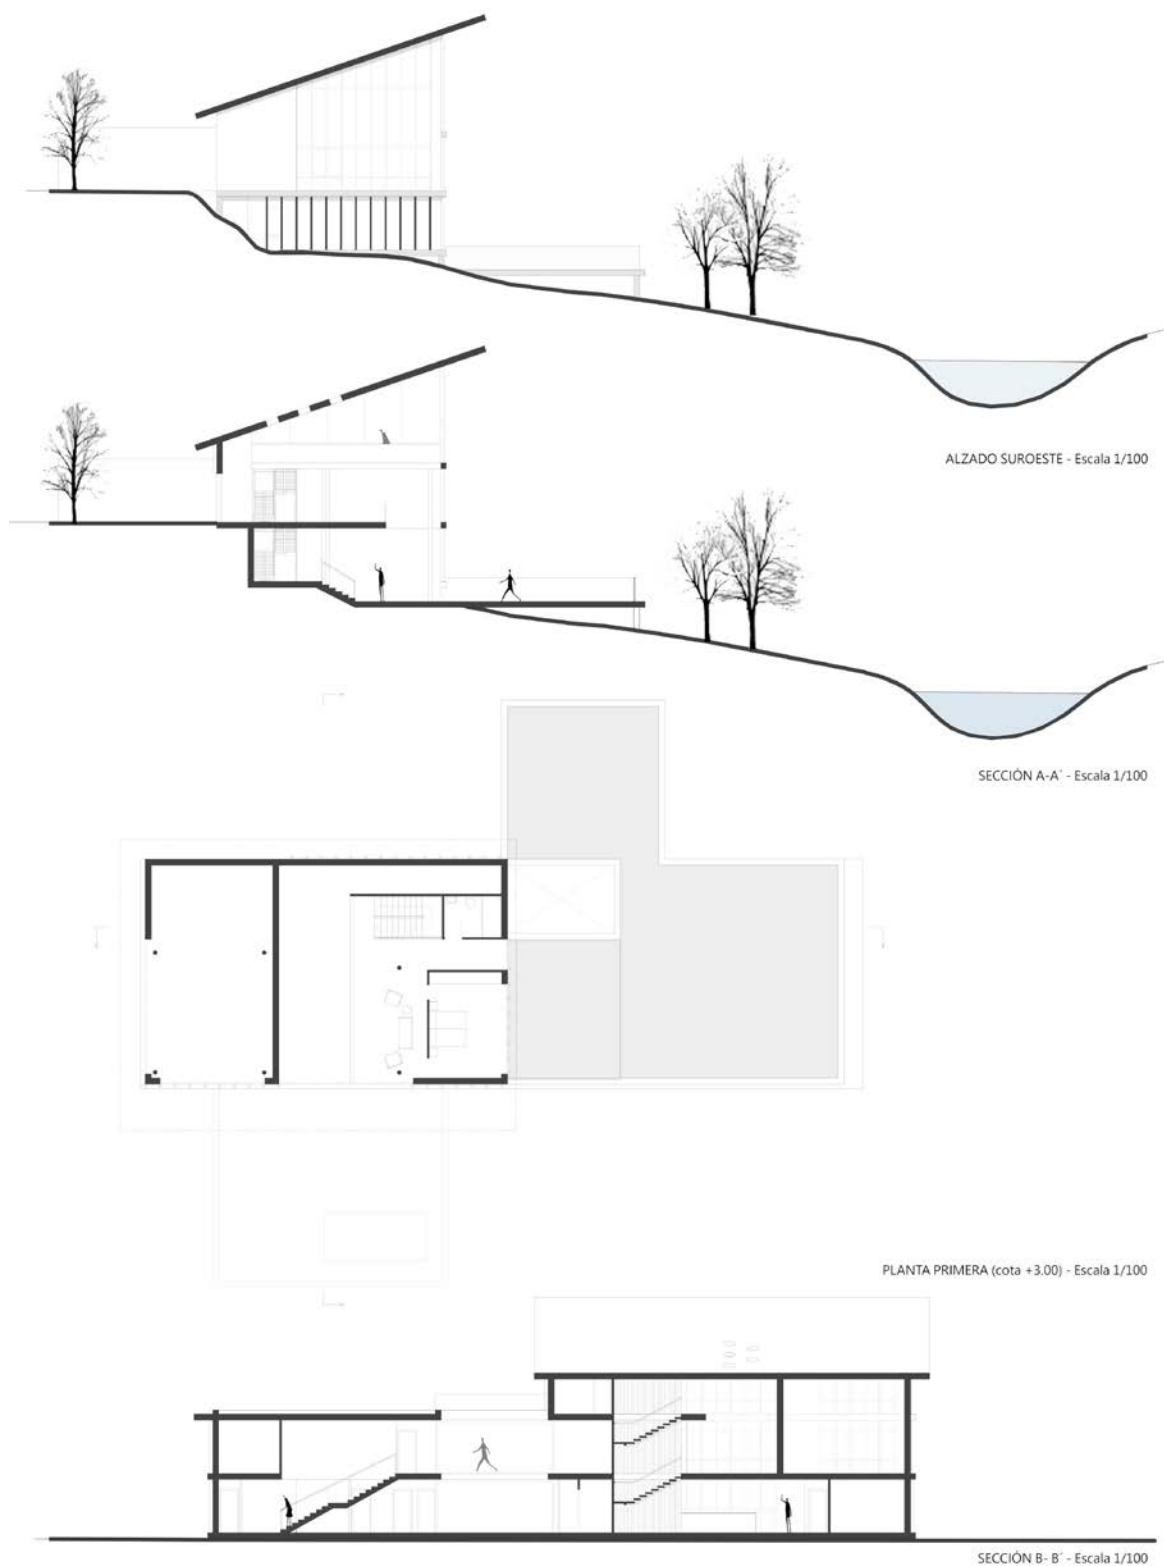 ALZADO SUROESTE - Escala 1/100
SECCIÓN A-A´ - Escala 1/100
PLANTA PRIMERA (cota +3.00) - Escala 1/100
SECCIÓN B- B´ - Escala 1/100